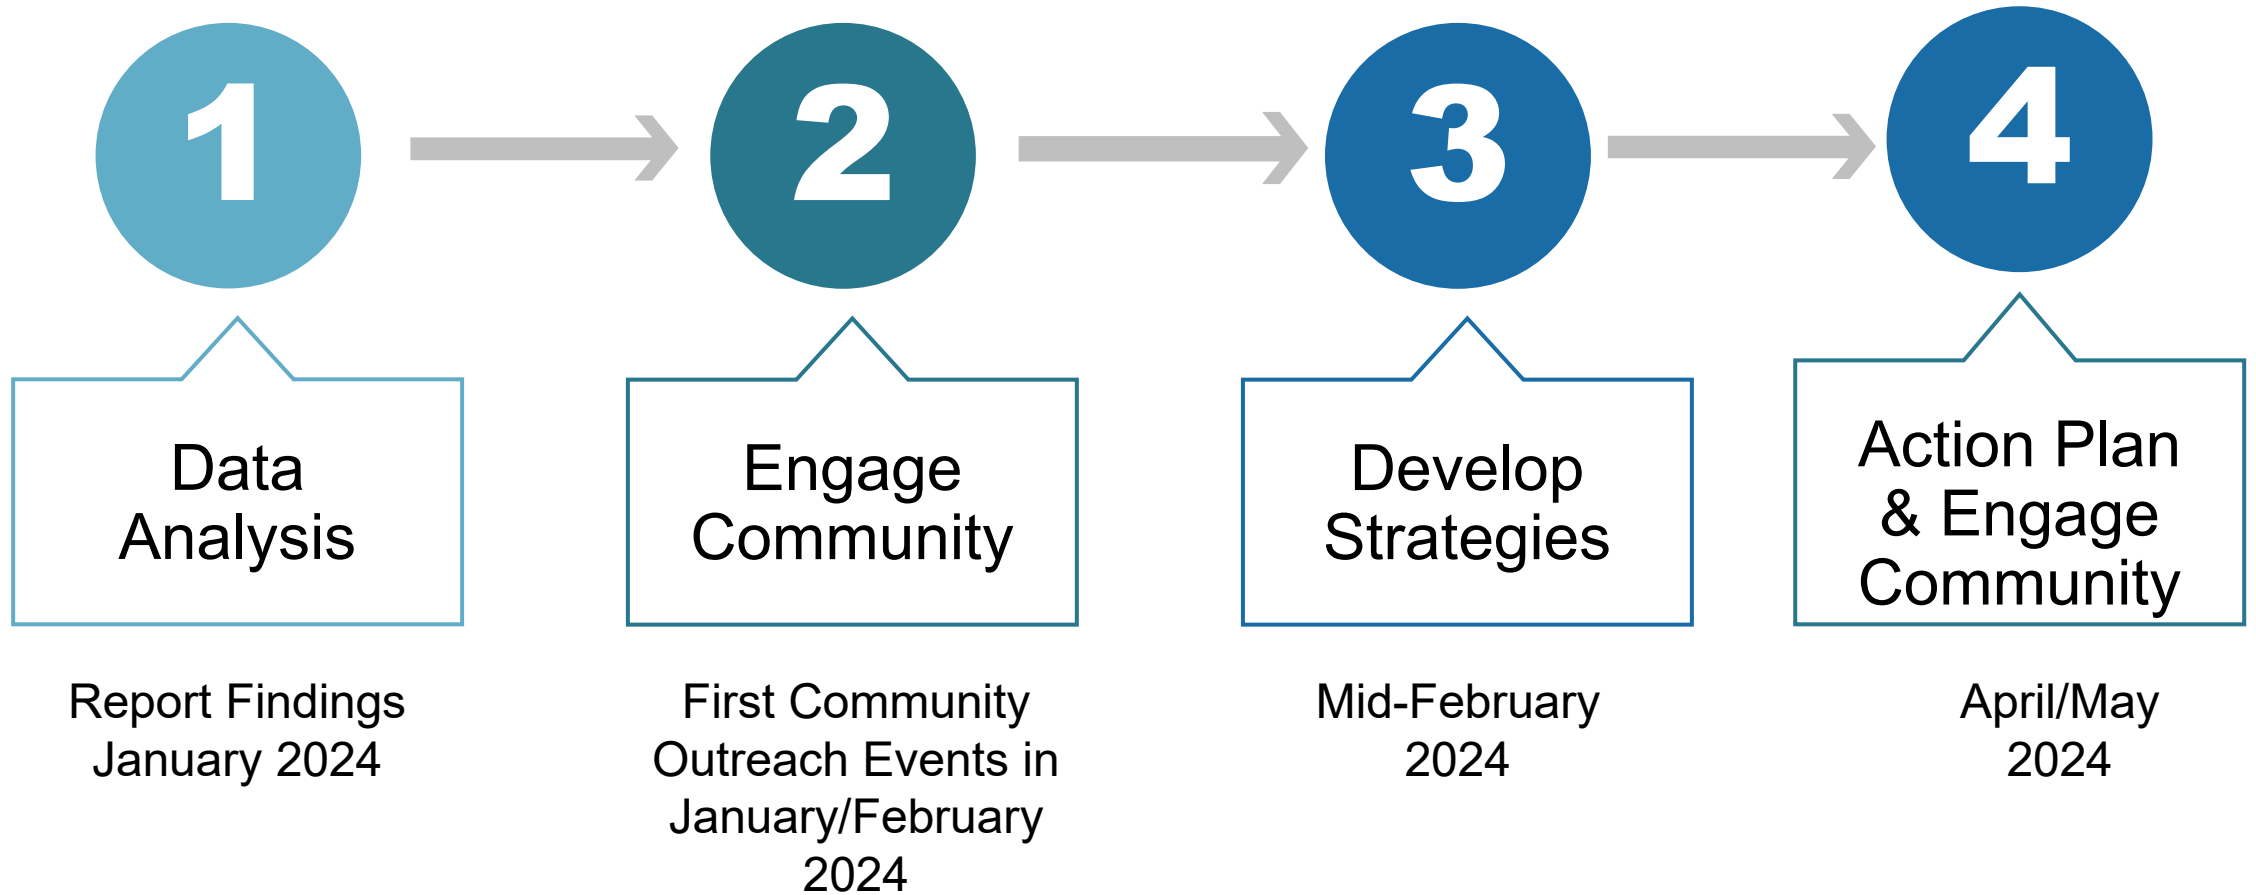 1
2
3
4
Data
Analysis
Engage
Community
Develop
Strategies
Action Plan
& Engage
Community
Report Findings
January 2024
First Community
Outreach Events in
January/February
2024
Mid-February
2024
April/May
2024